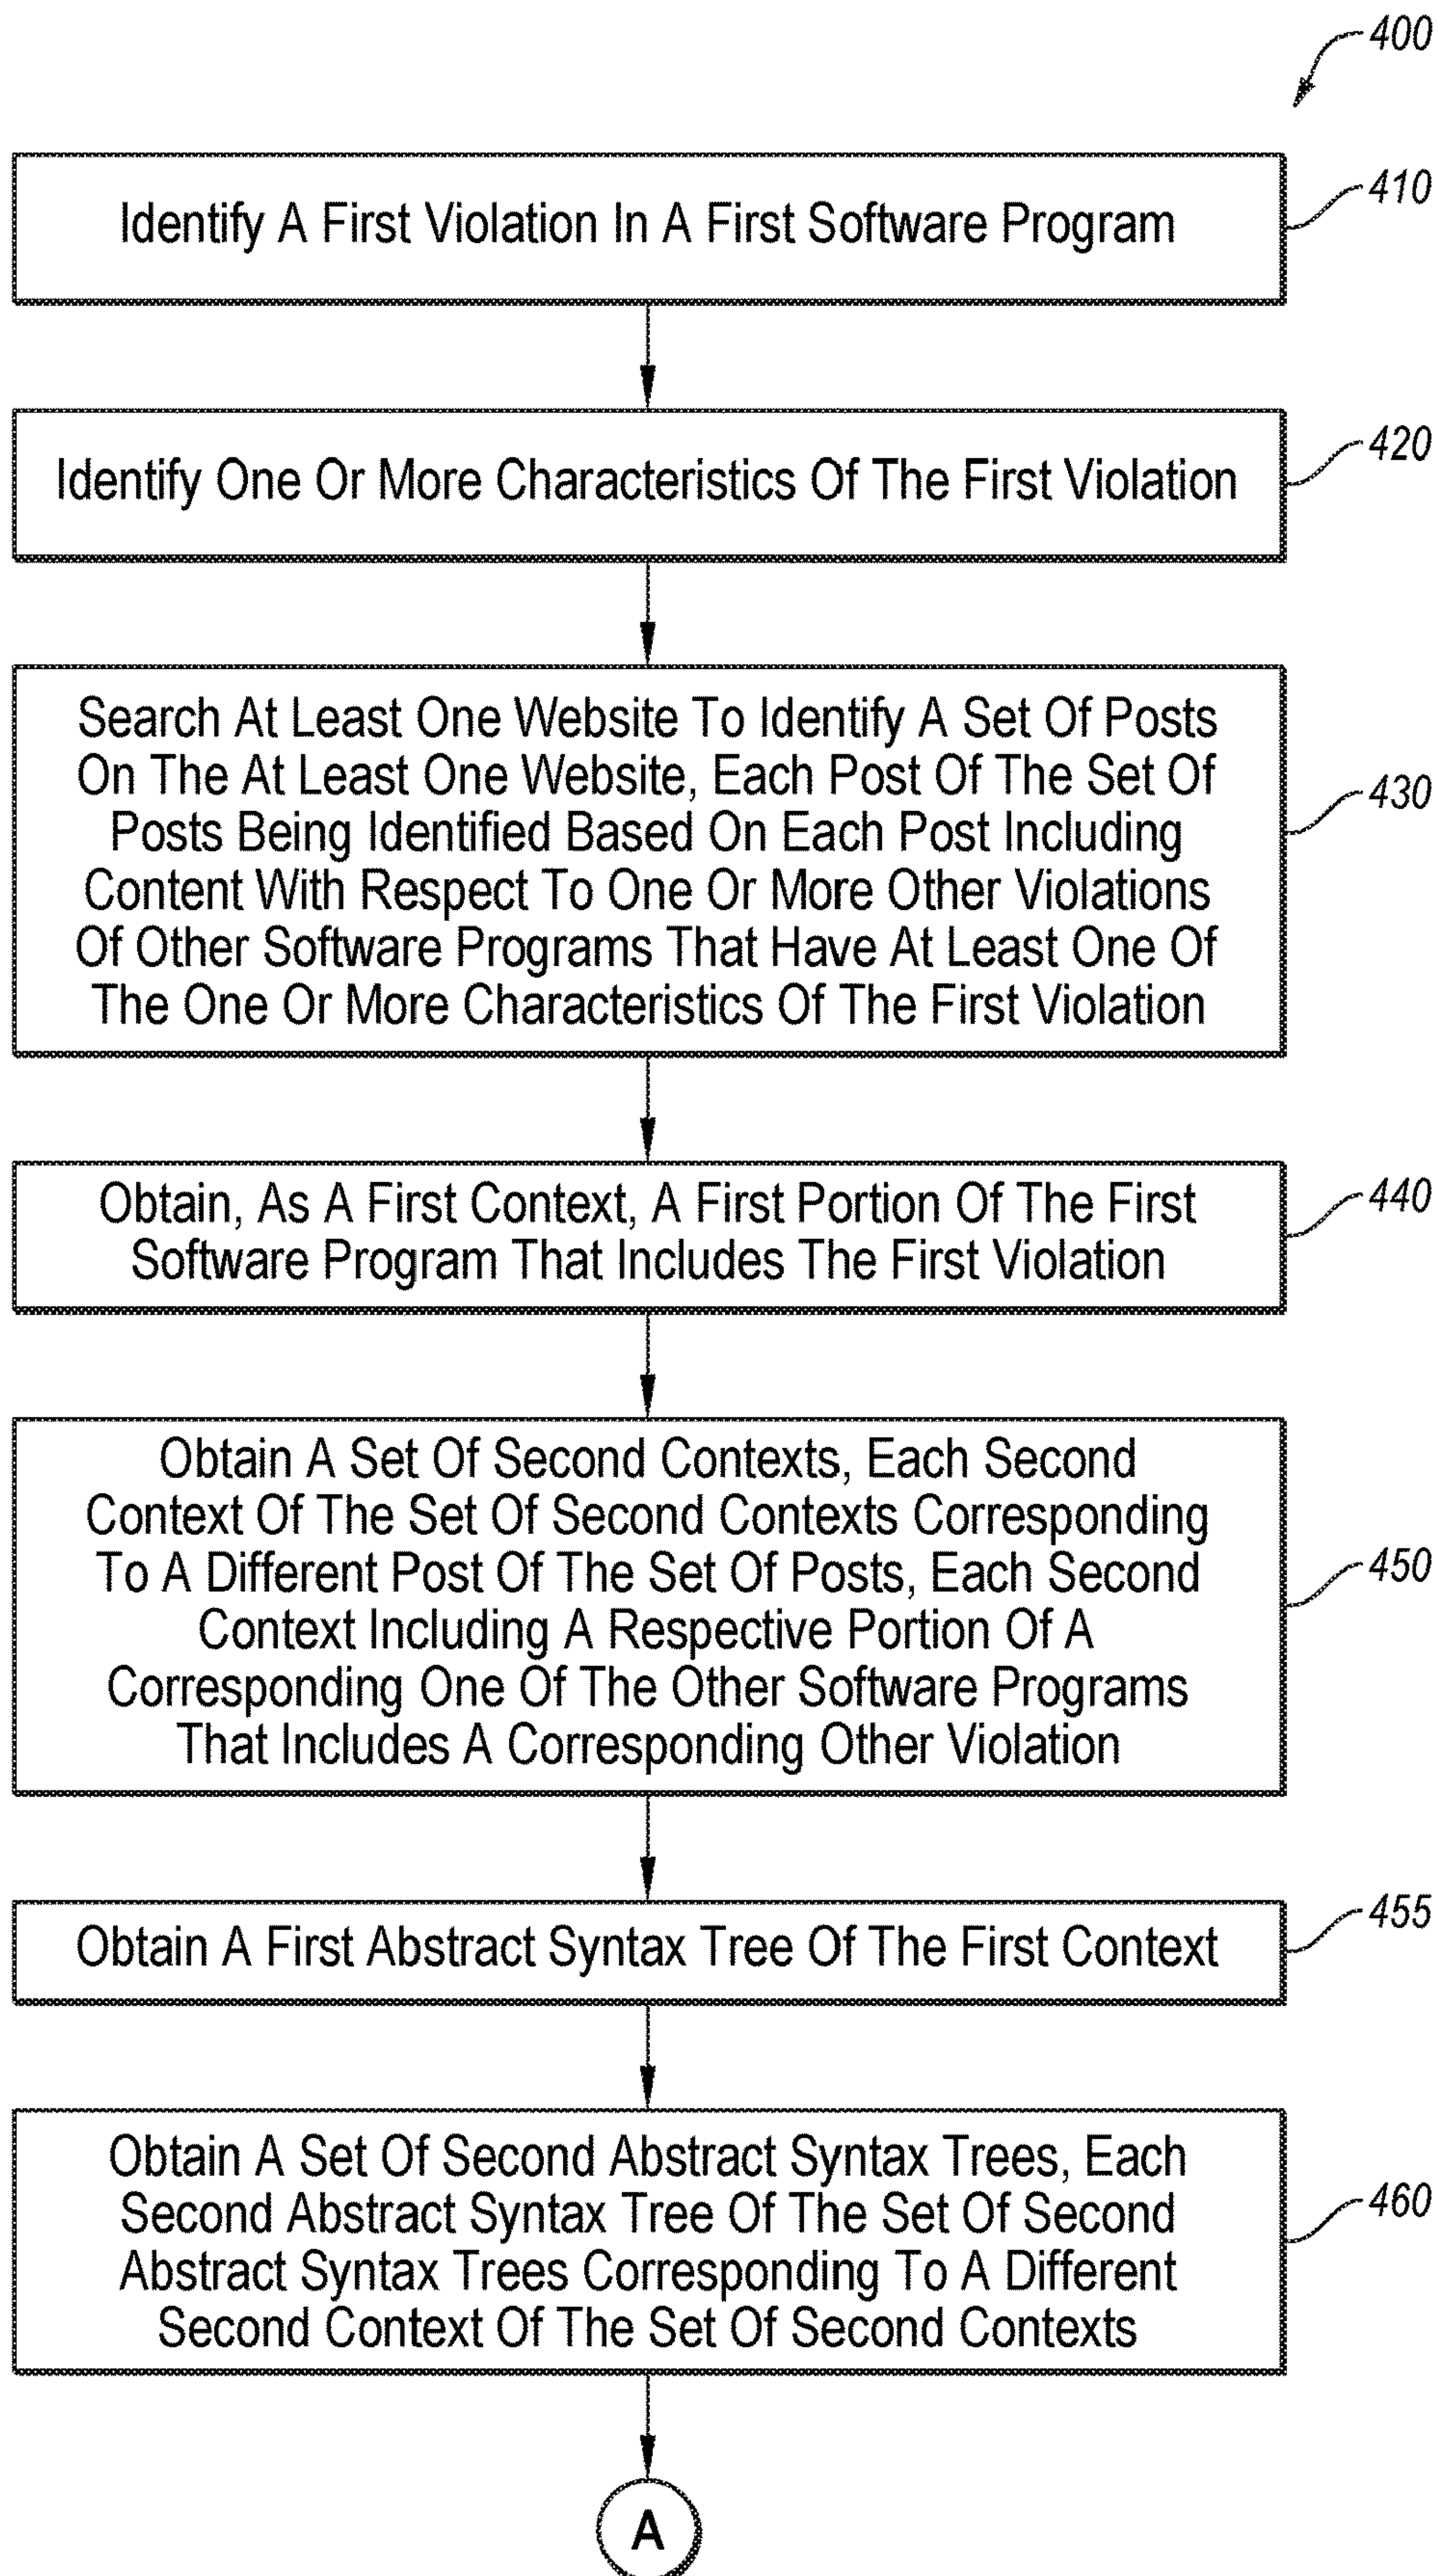 400
Identify A First Violation In A First Software Program
410
Identify One Or More Characteristics Of The First Violation
420
Search At Least One Website To Identify A Set Of Posts
On The At Least One Website, Each Post Of The Set Of
Posts Being Identified Based On Each Post Including
Content With Respect To One Or More Other Violations
Of Other Software Programs That Have At Least One Of
The One Or More Characteristics Of The First Violation
430
Obtain, As A First Context, A First Portion Of The First
Software Program That Includes The First Violation
440
Obtain A Set Of Second Contexts, Each Second
Context Of The Set Of Second Contexts Corresponding
To A Different Post Of The Set Of Posts, Each Second
Context Including A Respective Portion Of A
Corresponding One Of The Other Software Programs
That Includes A Corresponding Other Violation
450
Obtain A First Abstract Syntax Tree Of The First Context
455
Obtain A Set Of Second Abstract Syntax Trees, Each
Second Abstract Syntax Tree Of The Set Of Second
Abstract Syntax Trees Corresponding To A Different
Second Context Of The Set Of Second Contexts
460
A